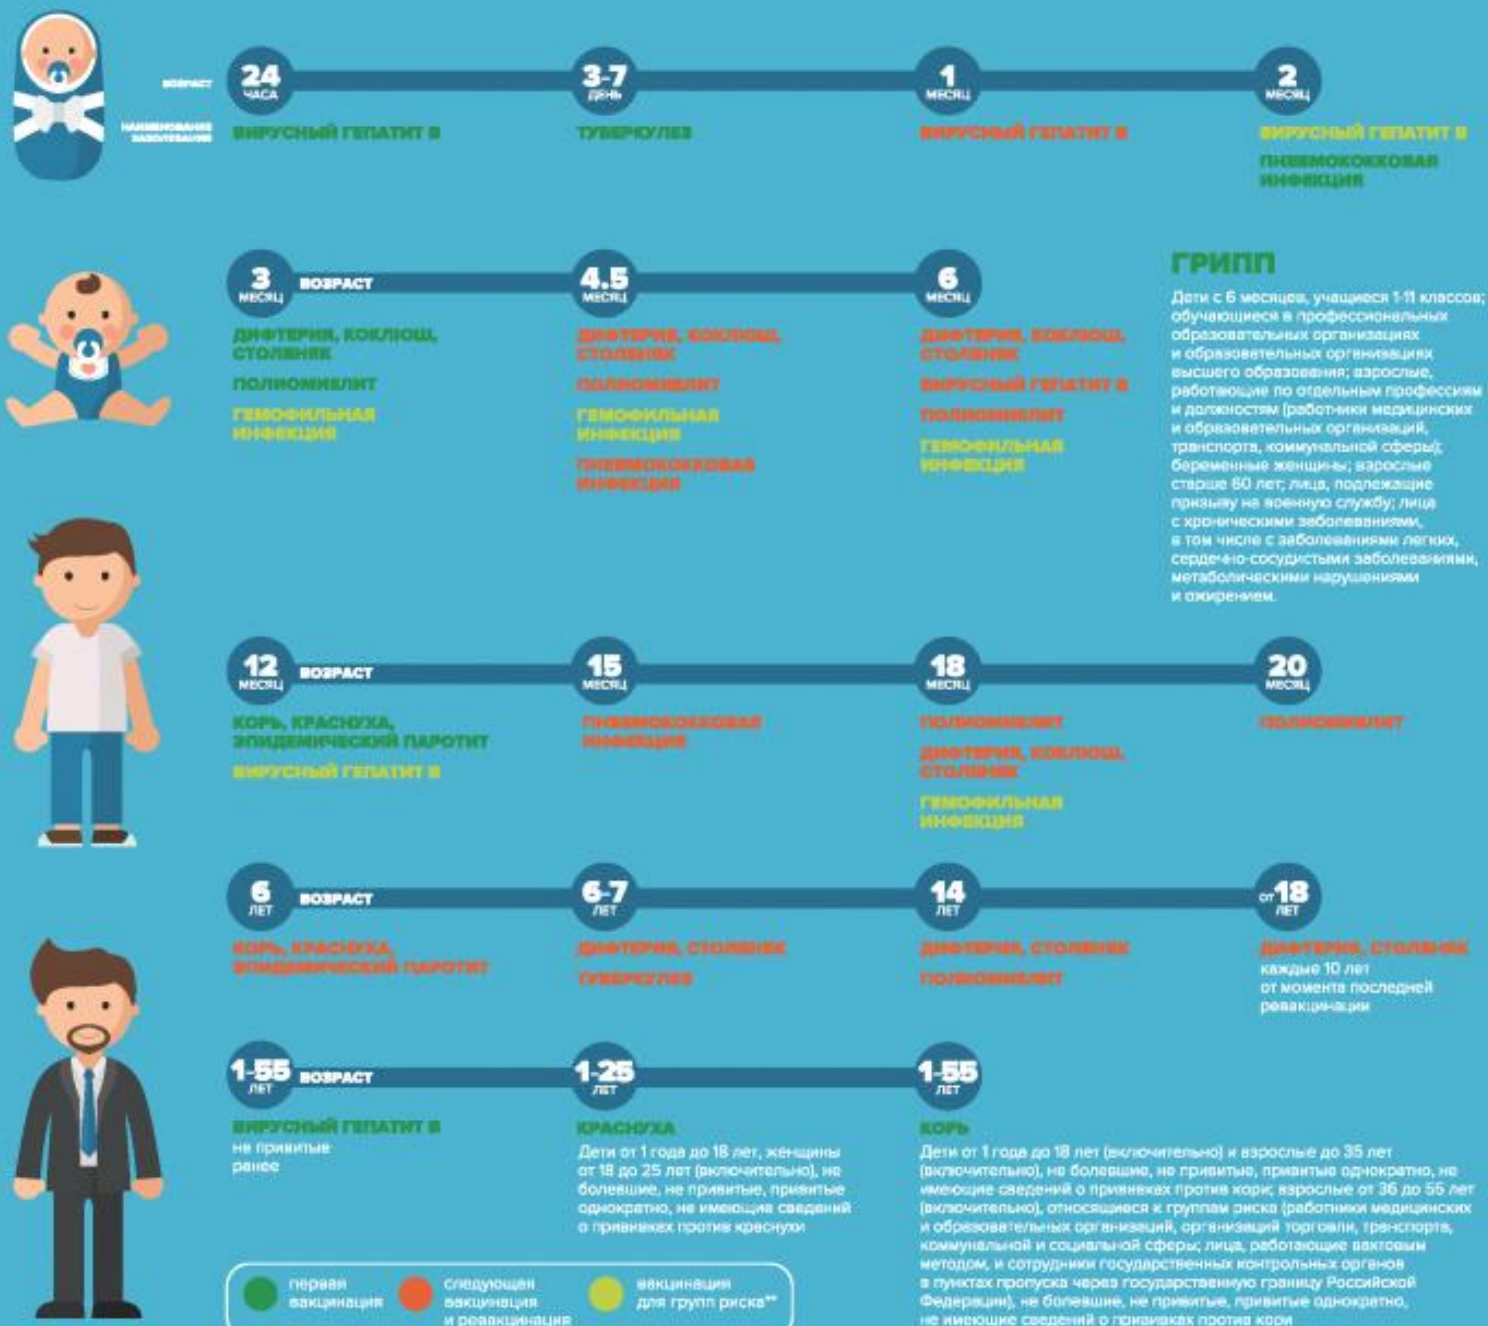 ВОЗРАСТ
24
ЧАСА
3-7
ДЕНЬ
1
МЕСЯЦ
2
МЕСЯЦ
НАИМЕНОВАНИЕ
ЗАБОЛЕВАНИЯ
ВИРУСНЫЙ ГЕПАТИТ B
ТУБЕРКУЛЕЗ
ВИРУСНЫЙ ГЕПАТИТ B
ВИРУСНЫЙ ГЕПАТИТ B
ПНЕВМОКОККОВАЯ
ИНФЕКЦИЯ
3
МЕСЯЦ
ВОЗРАСТ
4.5
МЕСЯЦ
6
МЕСЯЦ
ДИФТЕРИЯ, КОКЛЮШ,
СТОЛБНЯК
ПОЛИОМИЕЛИТ
ГЕМОФИЛЬНАЯ
ИНФЕКЦИЯ
ДИФТЕРИЯ, КОКЛЮШ,
СТОЛБНЯК
ПОЛИОМИЕЛИТ
ГЕМОФИЛЬНАЯ
ИНФЕКЦИЯ
ПНЕВМОКОККОВАЯ
ИНФЕКЦИЯ
ДИФТЕРИЯ, КОКЛЮШ,
СТОЛБНЯК
ВИРУСНЫЙ ГЕПАТИТ B
ПОЛИОМИЕЛИТ
ГЕМОФИЛЬНАЯ
ИНФЕКЦИЯ
ГРИПП
Дети с 6 месяцев, учащиеся 1-11 классов;
обучающиеся в профессиональных
образовательных организациях
и образовательных организациях
высшего образования; взрослые,
работающие по отдельным профессиям
и должностям (работники медицинских
и образовательных организаций,
транспорта, коммунальной сферы);
беременные женщины; взрослые
старше 60 лет; лица, подлежащие
призыву на военную службу; лица
с хроническими заболеваниями,
в том числе с заболеваниями легких,
сердечно-сосудистыми заболеваниями,
метаболическими нарушениями
и ожирением.
12
МЕСЯЦ
ВОЗРАСТ
15
МЕСЯЦ
18
МЕСЯЦ
20
МЕСЯЦ
КОРЬ, КРАСНУХА,
ЭПИДЕМИЧЕСКИЙ ПАРОТИТ
ВИРУСНЫЙ ГЕПАТИТ B
ПНЕВМОКОККОВАЯ
ИНФЕКЦИЯ
ПОЛИОМИЕЛИТ
ДИФТЕРИЯ, КОКЛЮШ,
СТОЛБНЯК
ГЕМОФИЛЬНАЯ
ИНФЕКЦИЯ
ПОЛИОМИЕЛИТ
6
ЛЕТ
ВОЗРАСТ
6-7
ЛЕТ
14
ЛЕТ
от 18
ЛЕТ
КОРЬ, КРАСНУХА,
ЭПИДЕМИЧЕСКИЙ ПАРОТИТ
ДИФТЕРИЯ, СТОЛБНЯК
ТУБЕРКУЛЕЗ
ДИФТЕРИЯ, СТОЛБНЯК
ПОЛИОМИЕЛИТ
ДИФТЕРИЯ, СТОЛБНЯК
каждые 10 лет
от момента последней
ревакцинации
1-55
ЛЕТ
ВОЗРАСТ
1-25
ЛЕТ
1-55
ЛЕТ
ВИРУСНЫЙ ГЕПАТИТ B
не привитые
ранее
КРАСНУХА
Дети от 1 года до 18 лет, женщины
от 18 до 25 лет (включительно), не
болевшие, не привитые, привитые
однократно, не имеющие сведений
о прививках против краснухи
КОРЬ
Дети от 1 года до 18 лет (включительно) и взрослые до 35 лет
(включительно), не болевшие, не привитые, привитые однократно, не
имеющие сведений о прививках против кори; взрослые от 36 до 55 лет
(включительно), относящиеся к группам риска (работники медицинских
и образовательных организаций, организаций торговли, транспорта,
коммунальной и социальной сферы; лица, работающие вахтовым
методом, и сотрудники государственных контрольных органов
в пунктах пропуска через государственную границу Российской
Федерации), не болевшие, не привитые, привитые однократно,
не имеющие сведений о прививках против кори
первая
вакцинация
следующая
вакцинация
и ревакцинация
вакцинация
для групп риска**